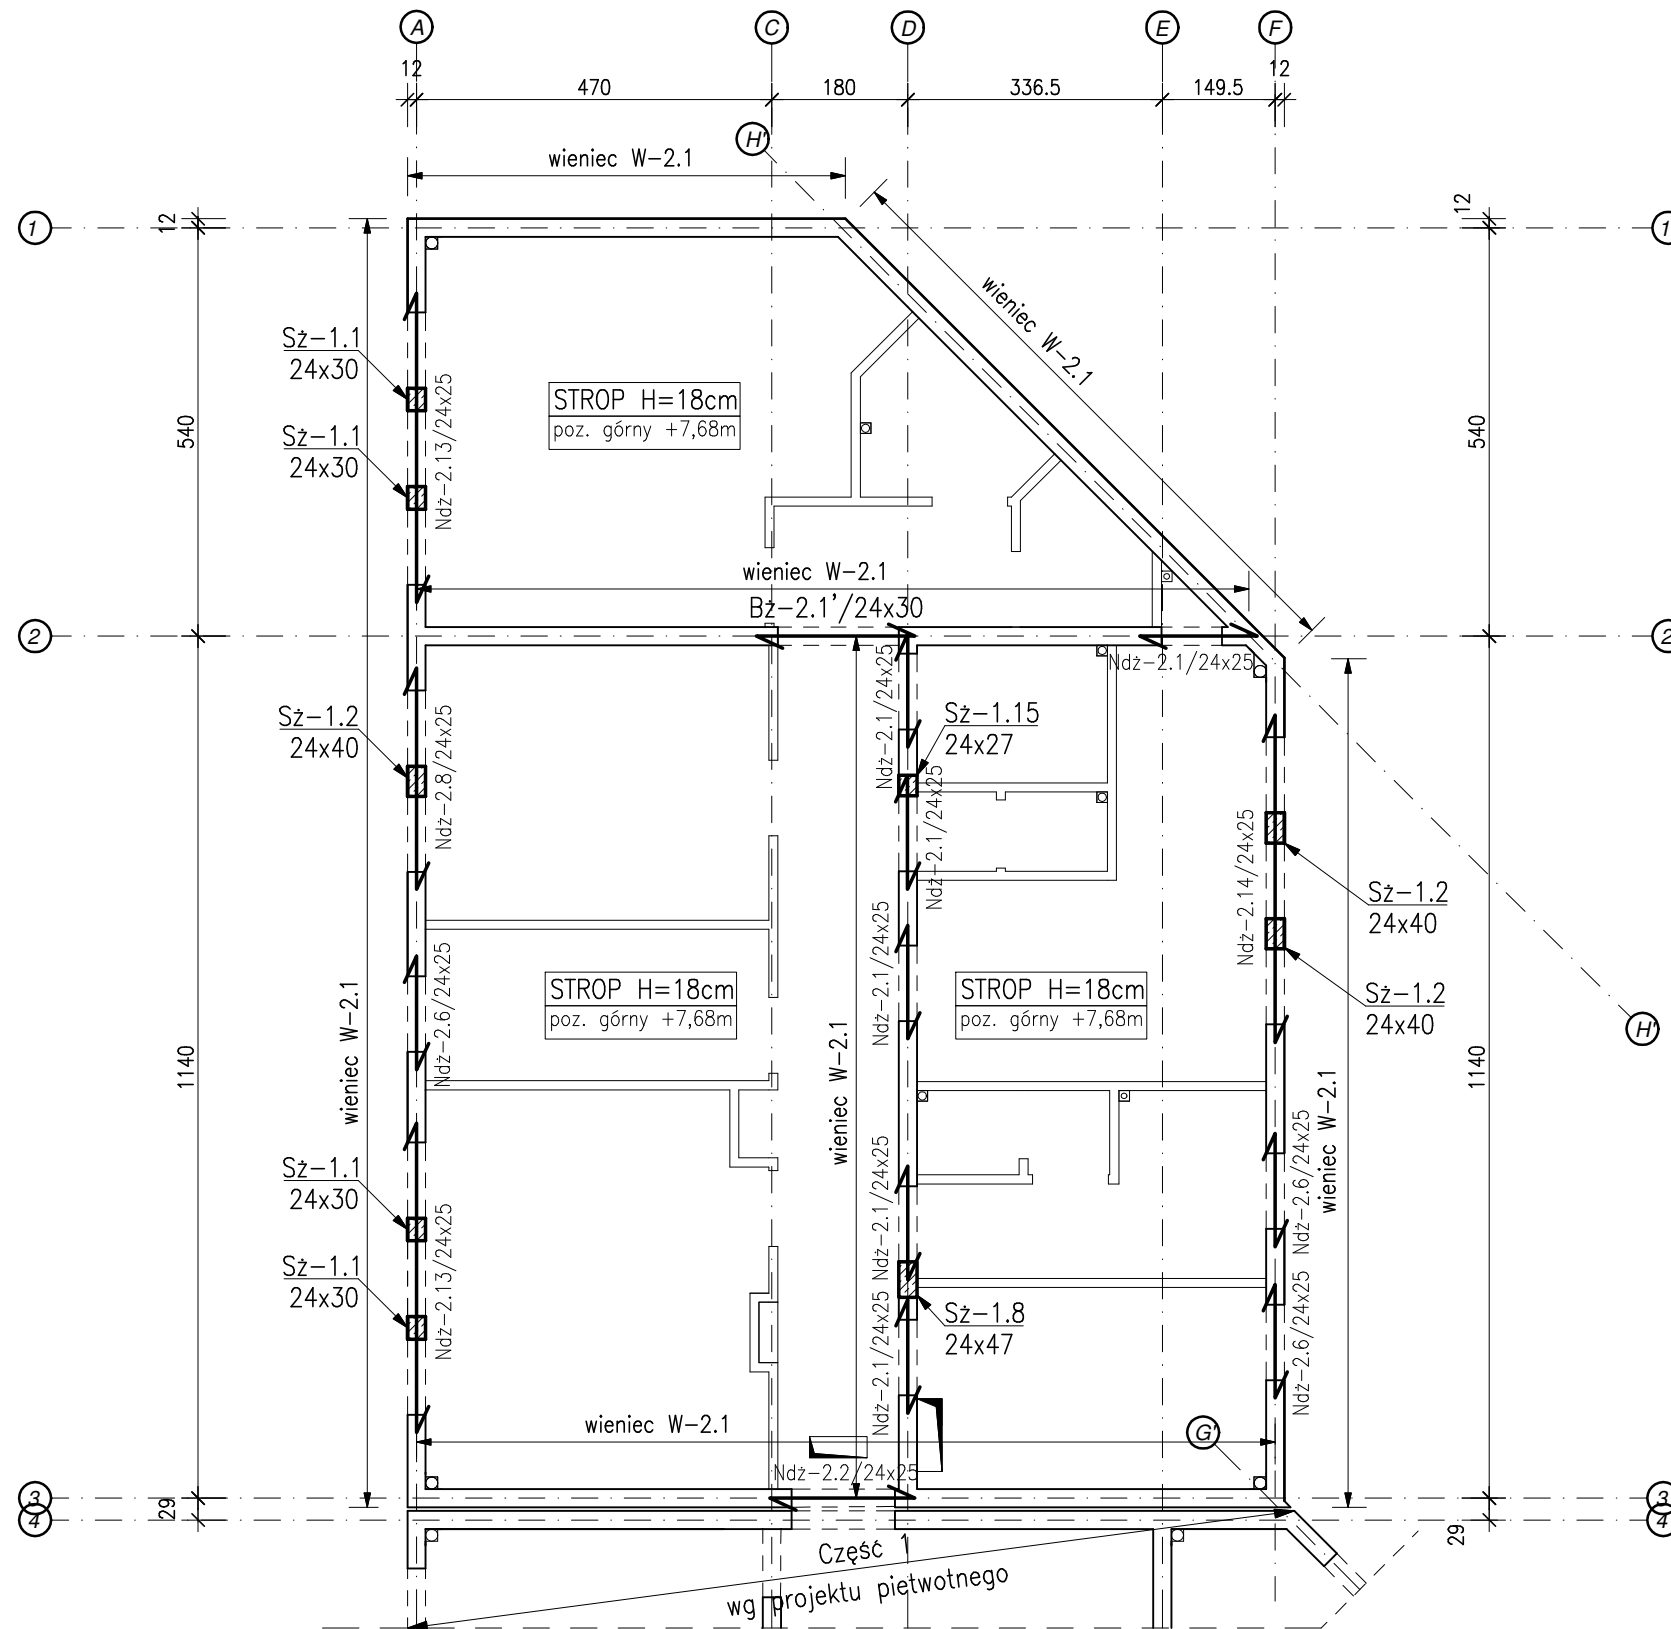 A C D E F
12 12
470 180 336.5 149.5
H'
wieniec W-2.1
12 12
1 1
wieniec W-2.1
Sż-1.1
24x30
STROP H=18cm
poz. górny +7,68m
Ndż-2.13/24x25
540 540
Sż-1.1
24x30
wieniec W-2.1
Bż-2.1'/24x30
2 2
Ndż-2.1/24x25
Ndż-2.1/24x25
Sż-1.2
24x40
Ndż-2.8/24x25
Sż-1.15
24x27
Ndż-2.1/24x25
Ndż-2.14/24x25
Sż-1.2
24x40
Ndż-2.1/24x25
Ndż-2.6/24x25
STROP H=18cm
poz. górny +7,68m
STROP H=18cm
poz. górny +7,68m
Sż-1.2
24x40
H'
wieniec W-2.1
wieniec W-2.1
wieniec W-2.1
1140 1140
Sż-1.1
24x30
Ndż-2.1/24x25
Ndż-2.6/24x25
Sż-1.1
24x30
Ndż-2.13/24x25
Sż-1.8
24x47
Ndż-2.1/24x25
Ndż-2.6/24x25
wieniec W-2.1
G'
Ndż-2.2/24x25
3 3
4 4
29 29
Część 1
wg projektu pietwotnego